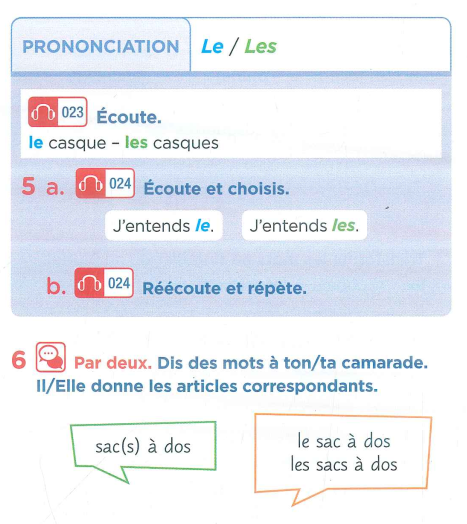 PRONONCIATION Le / Les
023 Écoute.
le casque – les casques
5 a. 024 Écoute et choisis.
J'entends le. J'entends les.
b. 024 Réécoute et répète.
6 Par deux. Dis des mots à ton/ta camarade.
Il/Elle donne les articles correspondants.
sac(s) à dos
le sac à dos
les sacs à dos